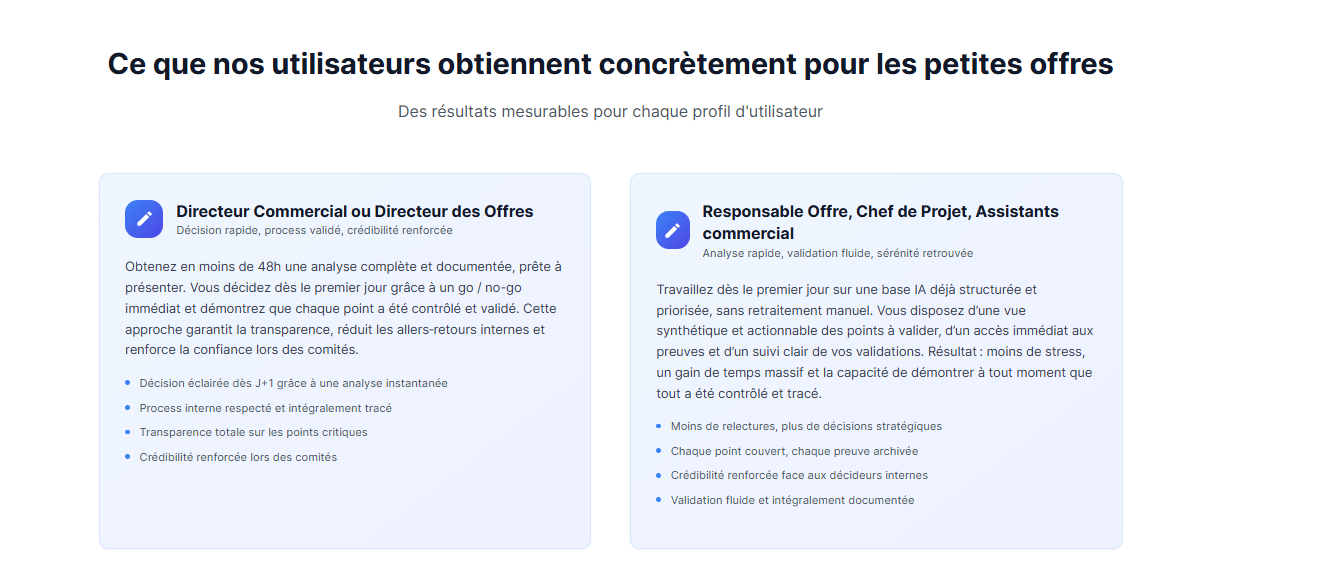 Ce que nos utilisateurs obtiennent concrètement pour les petites offres
Des résultats mesurables pour chaque profil d'utilisateur
Directeur Commercial ou Directeur des Offres
Décision rapide, process validé, crédibilité renforcée
Obtenez en moins de 48h une analyse complète et documentée, prête à
présenter. Vous décidez dès le premier jour grâce à un go / no-go
immédiat et démontrez que chaque point a été contrôlé et validé. Cette
approche garantit la transparence, réduit les allers-retours internes et
renforce la confiance lors des comités.
Décision éclairée dès J+1 grâce à une analyse instantanée
Process interne respecté et intégralement tracé
Transparence totale sur les points critiques
Crédibilité renforcée lors des comités
Responsable Offre, Chef de Projet, Assistants
commercial
Analyse rapide, validation fluide, sérénité retrouvée
Travaillez dès le premier jour sur une base IA déjà structurée et
priorisée, sans retraitement manuel. Vous disposez d’une vue
synthétique et actionnable des points à valider, d’un accès immédiat aux
preuves et d’un suivi clair de vos validations. Résultat : moins de stress,
un gain de temps massif et la capacité de démontrer à tout moment que
tout a été contrôlé et tracé.
Moins de relectures, plus de décisions stratégiques
Chaque point couvert, chaque preuve archivée
Crédibilité renforcée face aux décideurs internes
Validation fluide et intégralement documentée